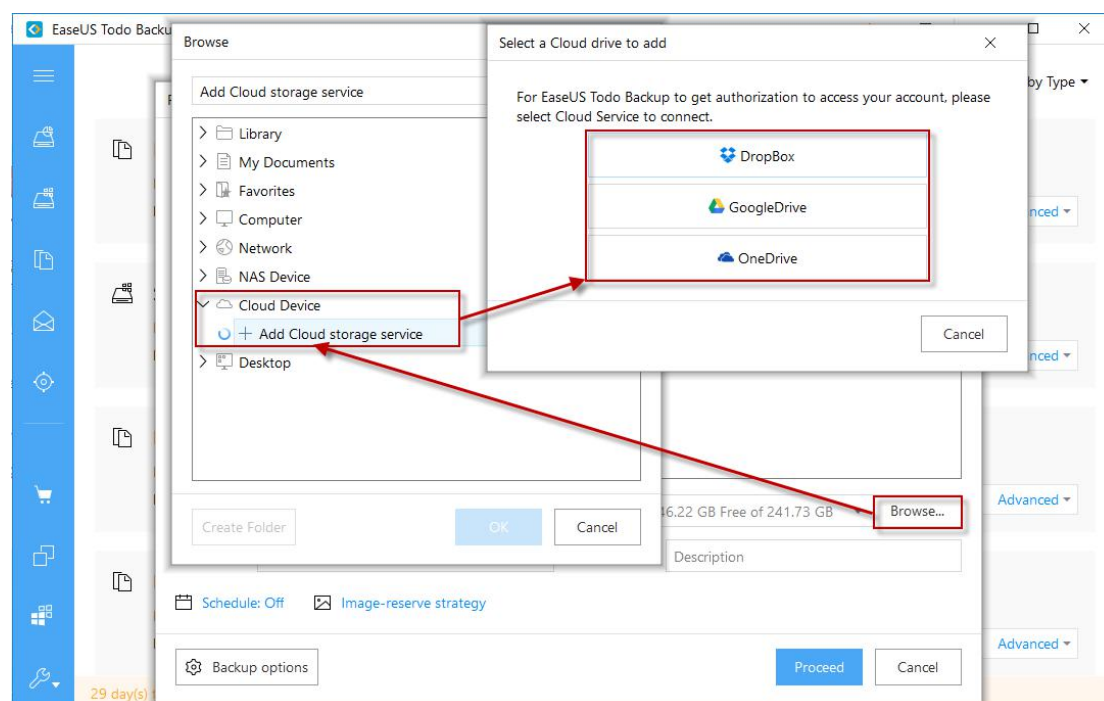 EaseUS Todo Backu
by Type
Browse
Add Cloud storage service
Library
My Documents
Favorites
Computer
Network
NAS Device
Cloud Device
+ Add Cloud storage service
Desktop
Create Folder
OK
Cancel
Select a Cloud drive to add
For EaseUS Todo Backup to get authorization to access your account, please
select Cloud Service to connect.
DropBox
GoogleDrive
OneDrive
Cancel
nced
nced
6.22 GB Free of 241.73 GB
Browse...
Advanced
Description
Schedule: Off
Image-reserve strategy
Advanced
Backup options
Proceed
Cancel
29 day(s)